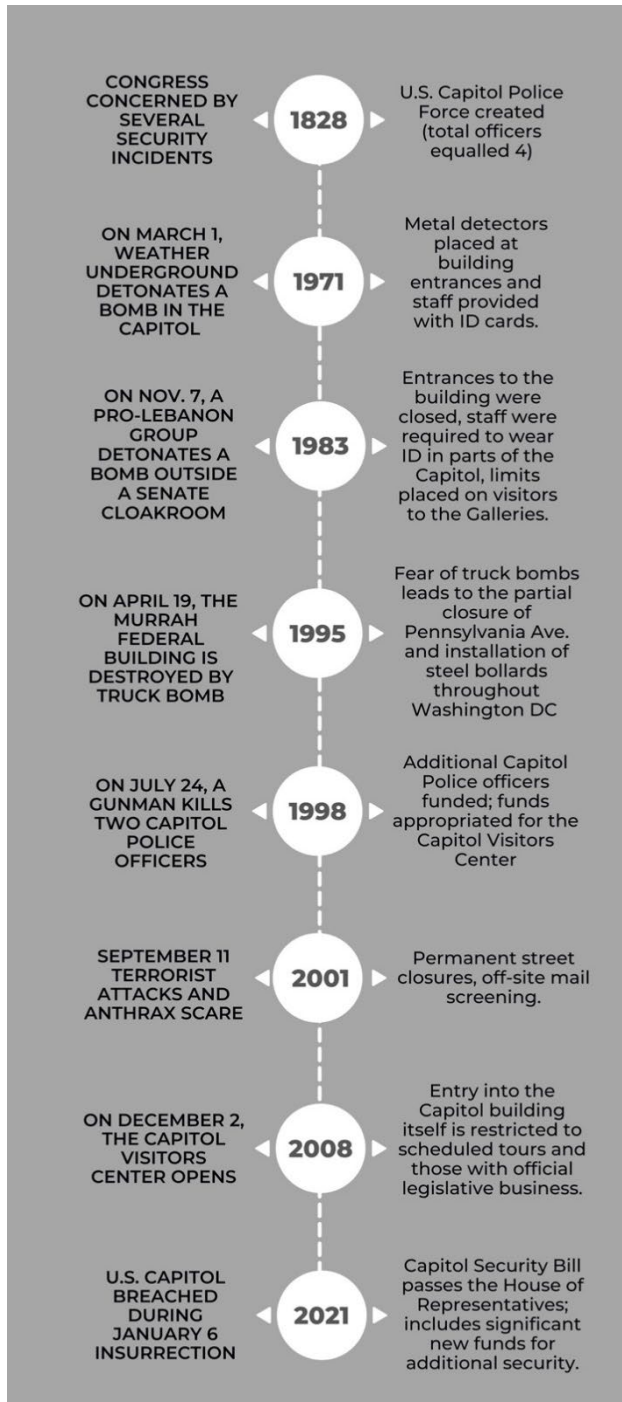 CONGRESS
CONCERNED BY
SEVERAL
SECURITY
INCIDENTS
1828
U.S. Capitol Police
Force created
(total officers
equalled 4)
ON MARCH 1,
WEATHER
UNDERGROUND
DETONATES A
BOMB IN THE
CAPITOL
1971
Metal detectors
placed at
building
entrances and
staff provided
with ID cards.
ON NOV. 7, A
PRO-LEBANON
GROUP
DETONATES A
BOMB OUTSIDE
A SENATE
CLOAKROOM
1983
Entrances to the
building were
closed, staff were
required to wear
ID in parts of the
Capitol, limits
placed on visitors
to the Galleries.
ON APRIL 19, THE
MURRAH
FEDERAL
BUILDING IS
DESTROYED BY
TRUCK BOMB
1995
Fear of truck bombs
leads to the partial
closure of
Pennsylvania Ave.
and installation of
steel bollards
throughout
Washington DC
ON JULY 24, A
GUNMAN KILLS
TWO CAPITOL
POLICE
OFFICERS
1998
Additional Capitol
Police officers
funded; funds
appropriated for the
Capitol Visitors
Center
SEPTEMBER 11
TERRORIST
ATTACKS AND
ANTHRAX SCARE
2001
Permanent street
closures, off-site mail
screening.
ON DECEMBER 2,
THE CAPITOL
VISITORS
CENTER OPENS
2008
Entry into the
Capitol building
itself is restricted to
scheduled tours and
those with official
legislative business.
U.S. CAPITOL
BREACHED
DURING
JANUARY 6
INSURRECTION
2021
Capitol Security Bill
passes the House of
Representatives;
includes significant
new funds for
additional security.